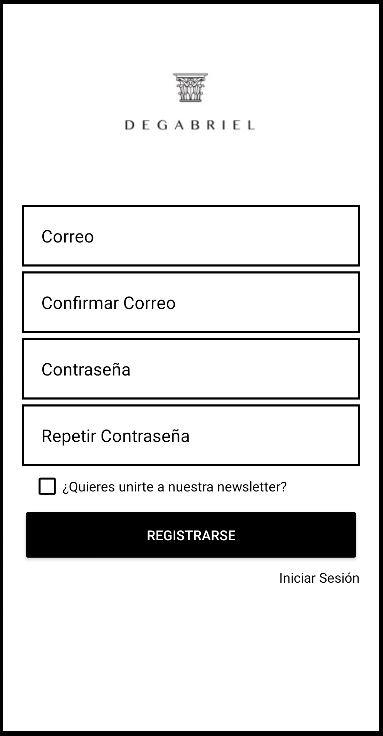 DEGABRIEL
Correo
Confirmar Correo
Contraseña
Repetir Contraseña
¿Quieres unirte a nuestra newsletter?
REGISTRARSE
Iniciar Sesión